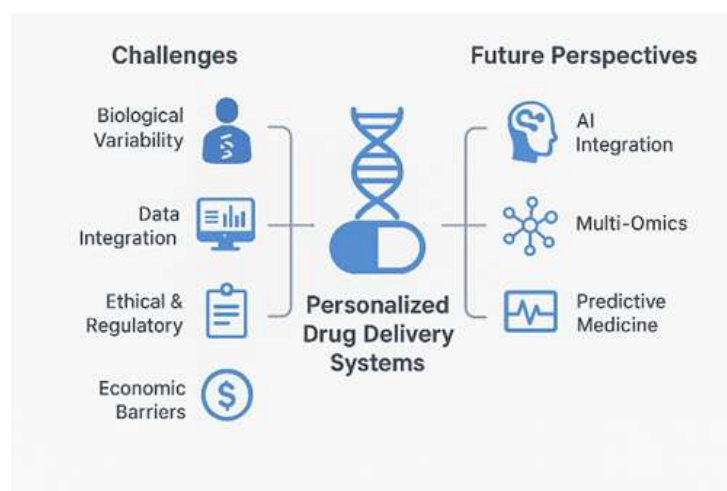 Challenges
Biological
Variability
Data
Integration
Ethical &
Regulatory
Economic
Barriers
$
Personalized
Drug Delivery
Systems
Future Perspectives
AI
Integration
Multi-Omics
Predictive
Medicine